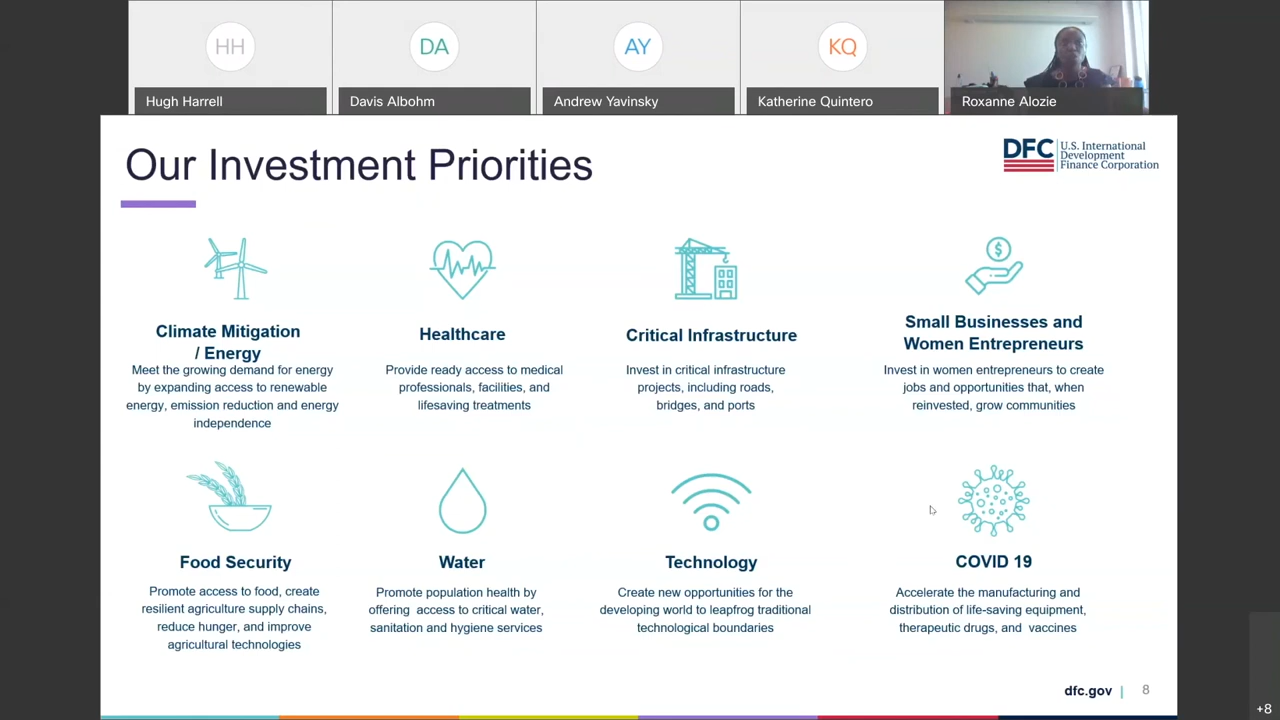 HH
DA
AY
KQ
Hugh Harrell
Davis Albohm
Andrew Yavinsky
Katherine Quintero
Roxanne Alozie
Our Investment Priorities
DFC
U.S. International
Development
Finance Corporation
$
Climate Mitigation
/ Energy
Meet the growing demand for energy
by expanding access to renewable
energy, emission reduction and energy
independence
Healthcare
Provide ready access to medical
professionals, facilities, and
lifesaving treatments
Critical Infrastructure
Invest in critical infrastructure
projects, including roads,
bridges, and ports
Small Businesses and
Women Entrepreneurs
Invest in women entrepreneurs to create
jobs and opportunities that, when
reinvested, grow communities
Food Security
Promote access to food, create
resilient agriculture supply chains,
reduce hunger, and improve
agricultural technologies
Water
Promote population health by
offering access to critical water,
sanitation and hygiene services
Technology
Create new opportunities for the
developing world to leapfrog traditional
technological boundaries
COVID 19
Accelerate the manufacturing and
distribution of life-saving equipment,
therapeutic drugs, and vaccines
dfc.gov | 8
+8